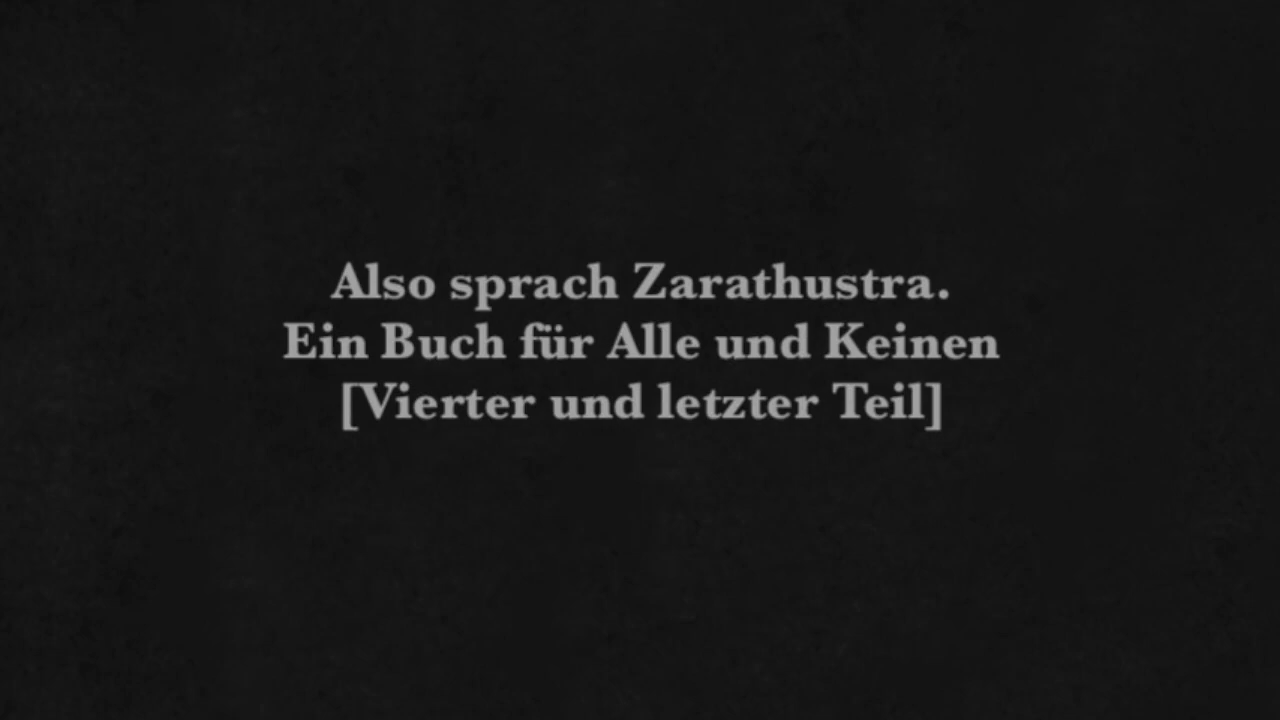 Also sprach Zarathustra.
Ein Buch für Alle und Keinen
[Vierter und letzter Teil]